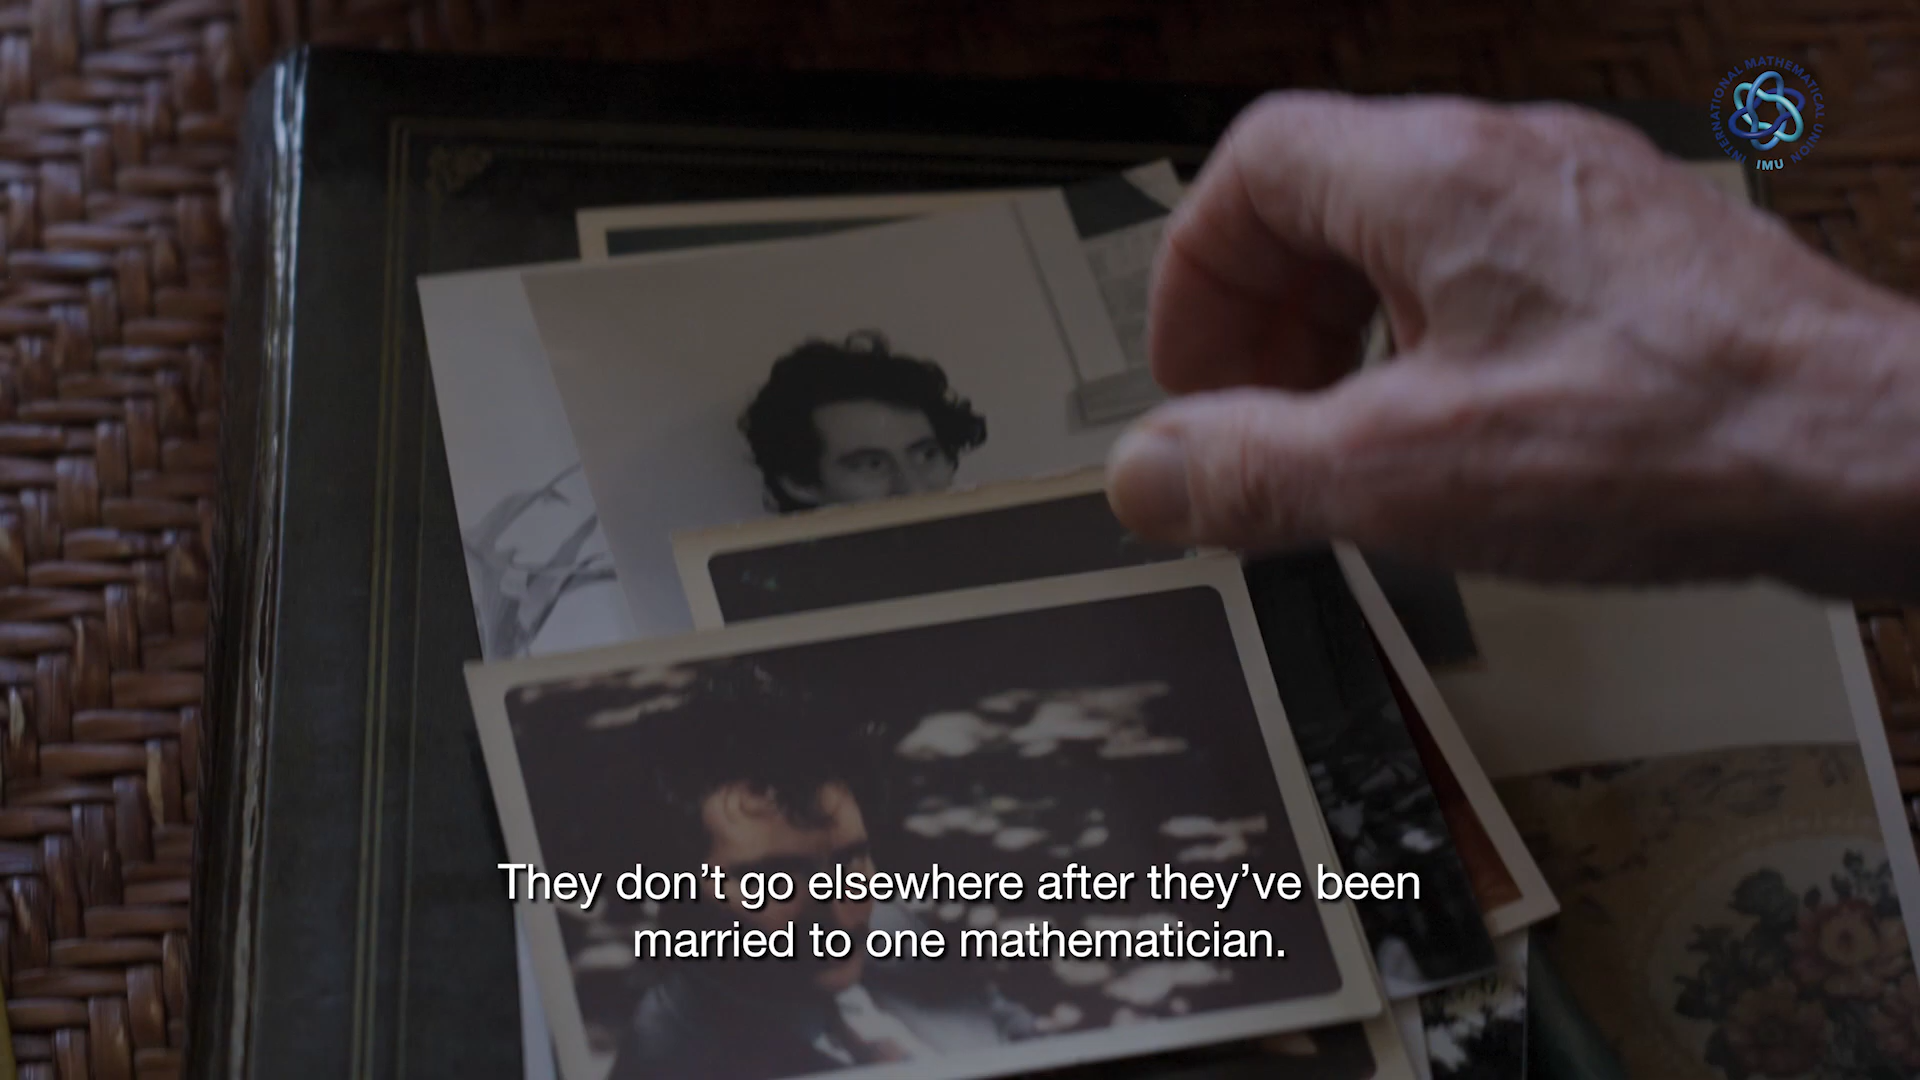 INTERNATIONAL MATHEMATICAL UNION
IMU
They don’t go elsewhere after they’ve been
married to one mathematician.